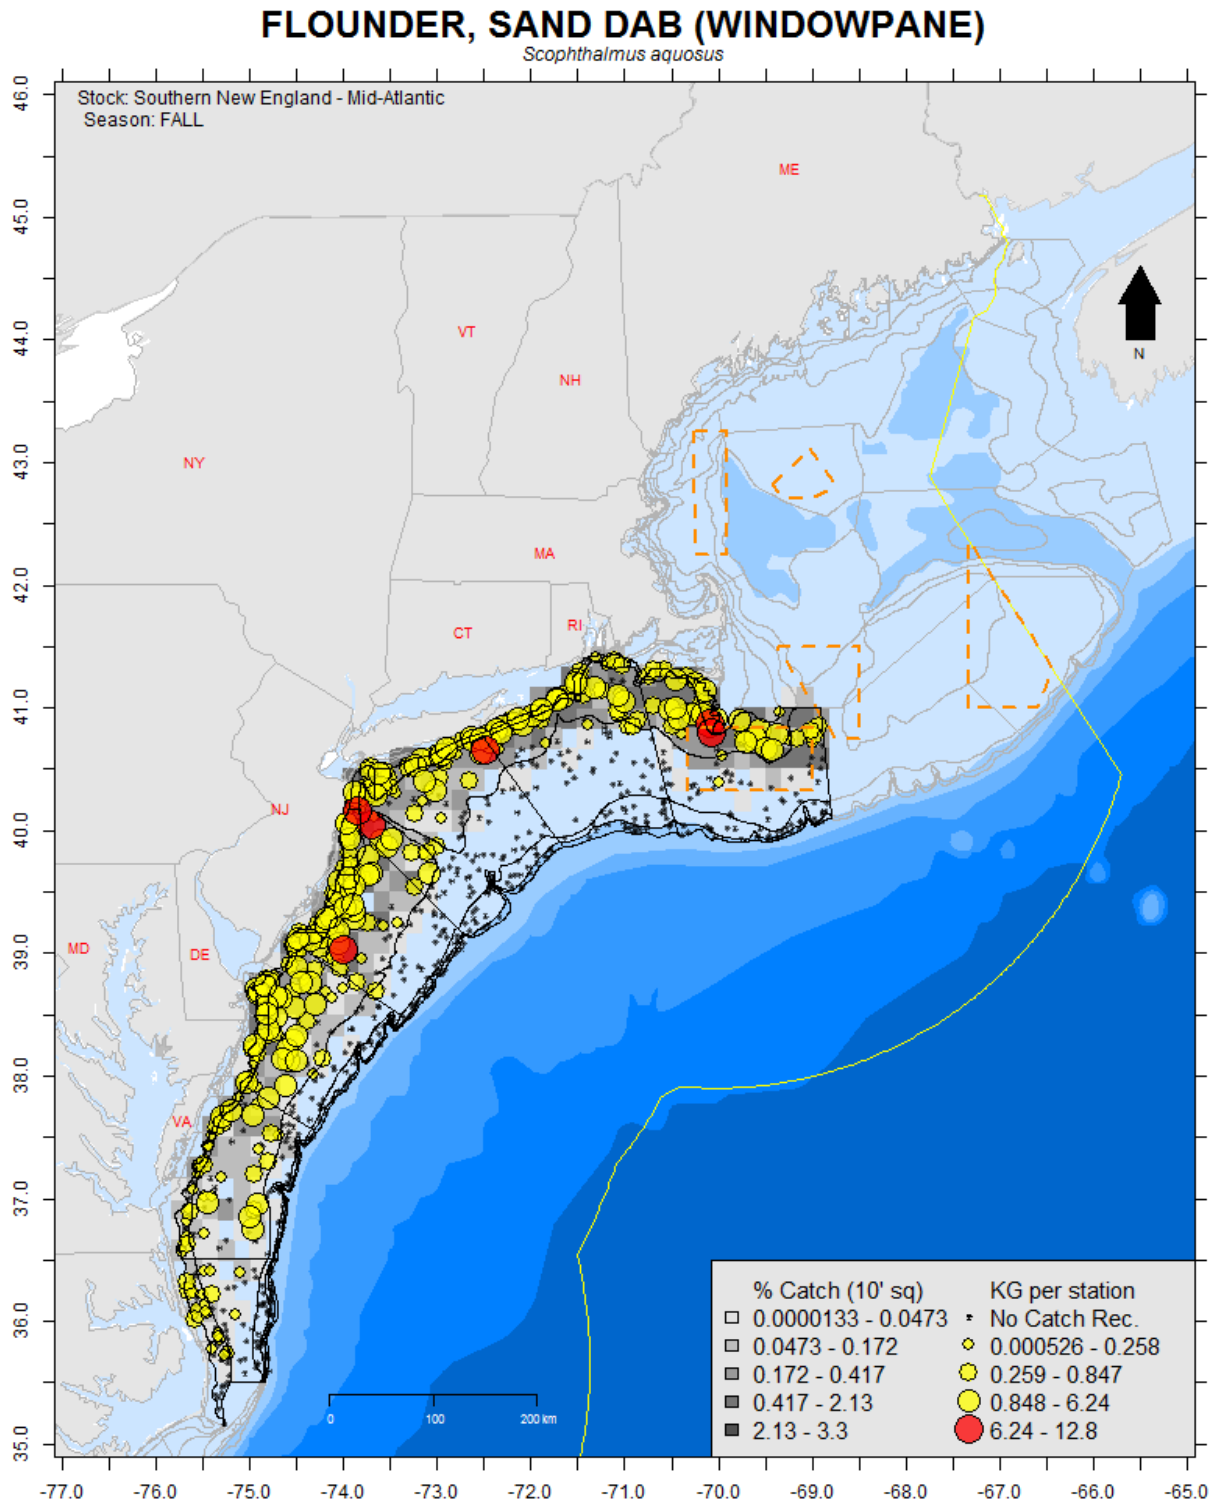 FLOUNDER, SAND DAB (WINDOWPANE)
Scophthalmus aquosus
Stock: Southern New England - Mid-Atlantic
Season: FALL
46.0
45.0
44.0
43.0
42.0
41.0
40.0
39.0
38.0
37.0
36.0
35.0
ME
VT
NH
NY
MA
CT
RI
NJ
MD
DE
VA
N
0 100 200 km
% Catch (10' sq)
0.0000133 - 0.0473
0.0473 - 0.172
0.172 - 0.417
0.417 - 2.13
2.13 - 3.3
KG per station
No Catch Rec.
0.000526 - 0.258
0.259 - 0.847
0.848 - 6.24
6.24 - 12.8
-77.0 -76.0 -75.0 -74.0 -73.0 -72.0 -71.0 -70.0 -69.0 -68.0 -67.0 -66.0 -65.0